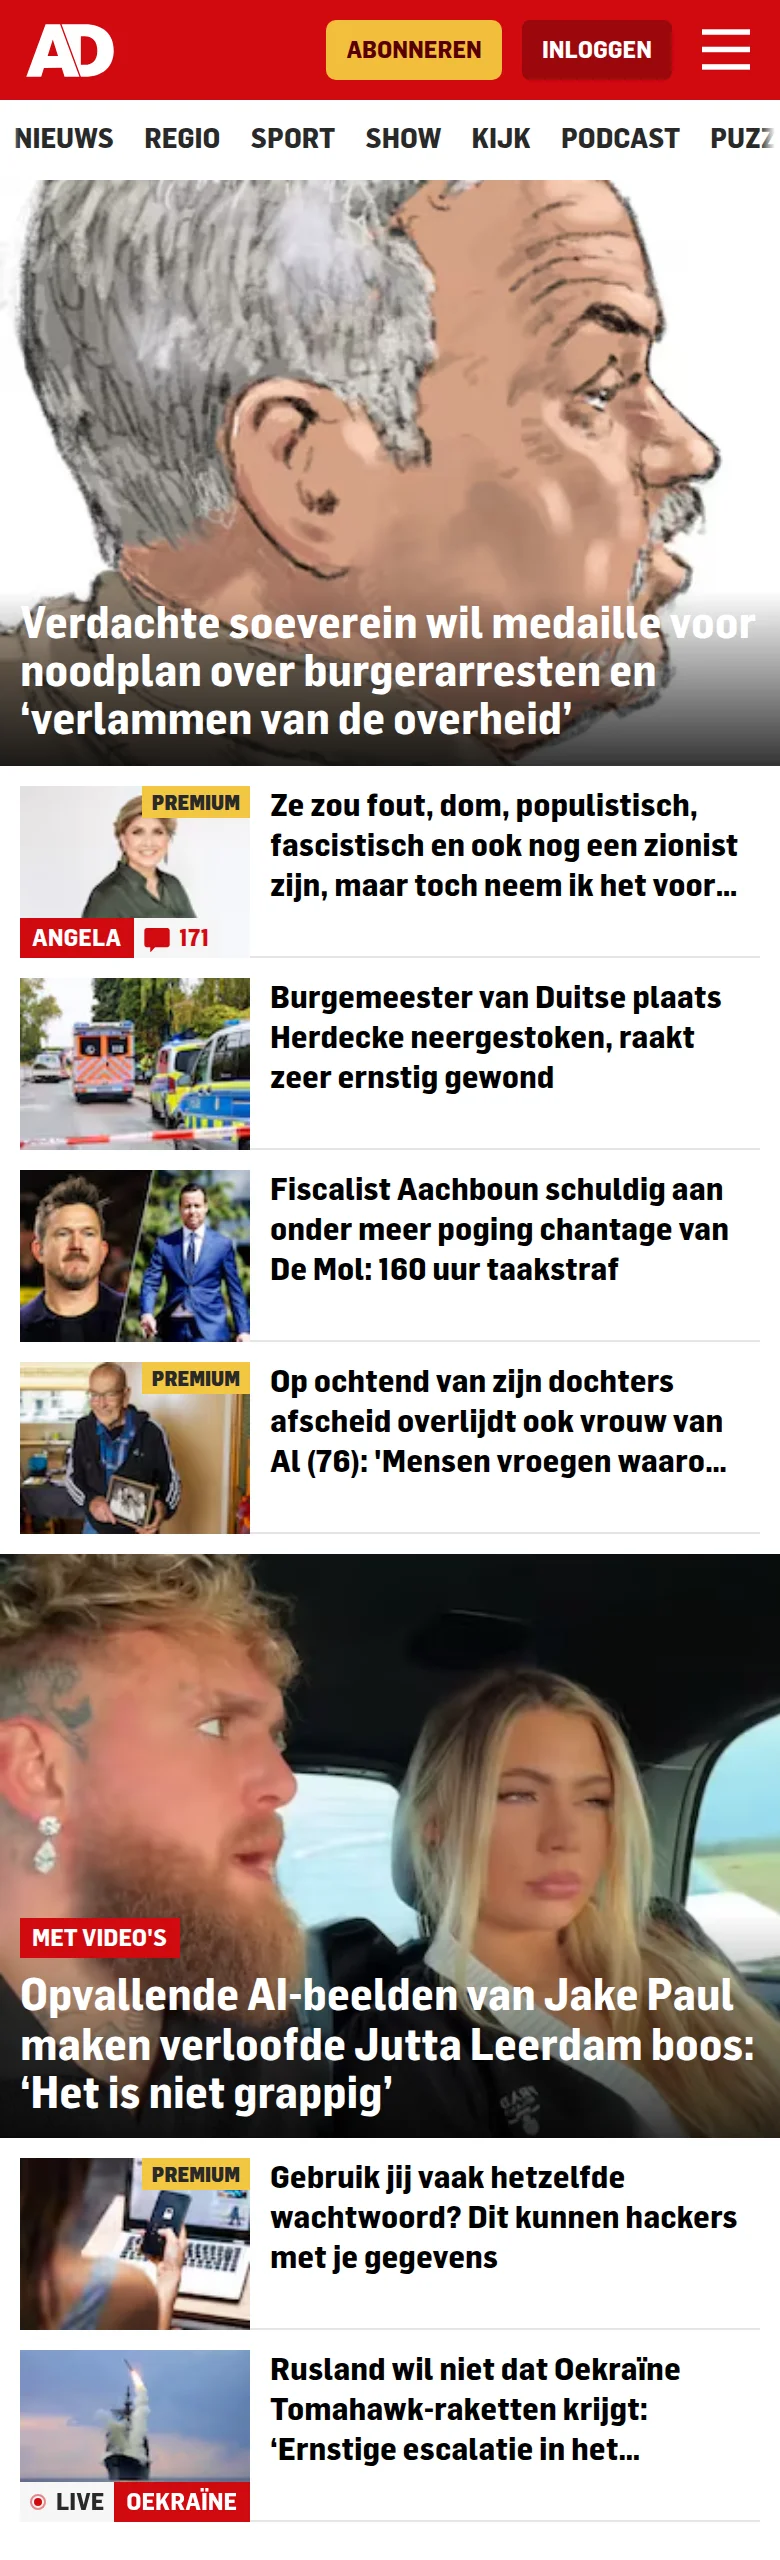 AD
ABONNEREN
INLOGGEN
NIEUWS REGIO SPORT SHOW KIJK PODCAST PUZZ
Verdachte soeverein wil medaille voor
noodplan over burgerarresten en
‘verlammen van de overheid’
PREMIUM
ANGELA
171
Ze zou fout, dom, populistisch,
fascistisch en ook nog een zionist
zijn, maar toch neem ik het voor...
Burgemeester van Duitse plaats
Herdecke neergestoken, raakt
zeer ernstig gewond
Fiscalist Aachboun schuldig aan
onder meer poging chantage van
De Mol: 160 uur taakstraf
PREMIUM
Op ochtend van zijn dochters
afscheid overlijdt ook vrouw van
Al (76): 'Mensen vroegen waaro...
MET VIDEO'S
Opvallende AI-beelden van Jake Paul
maken verloofde Jutta Leerdam boos:
‘Het is niet grappig’
PREMIUM
Gebruik jij vaak hetzelfde
wachtwoord? Dit kunnen hackers
met je gegevens
LIVE OEKRAÏNE
Rusland wil niet dat Oekraïne
Tomahawk-raketten krijgt:
‘Ernstige escalatie in het...